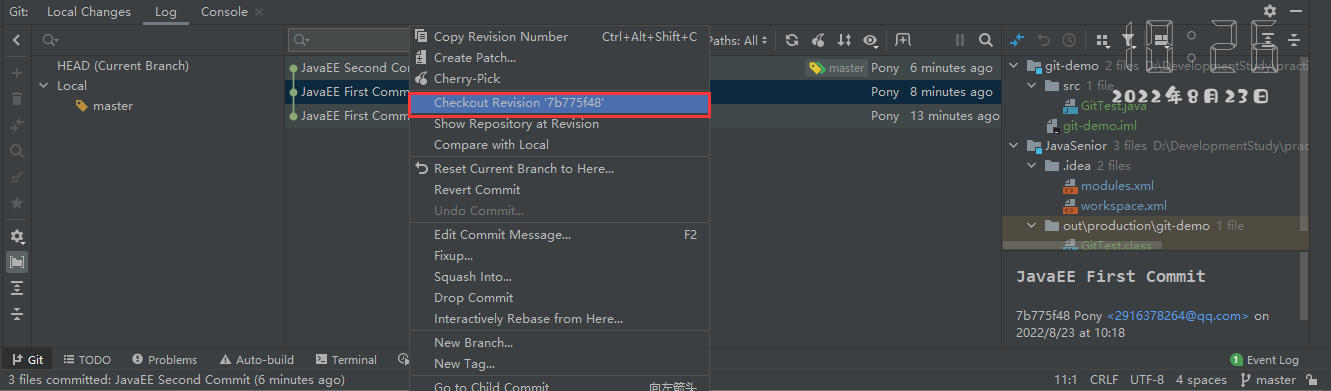 Git: Local Changes Log Console
HEAD (Current Branch)
Local
master
JavaEE Second Co
JavaEE First Comm
JavaEE First Comm
Copy Revision Number Ctrl+Alt+Shift+C
Create Patch...
Cherry-Pick
Checkout Revision '7b775f48'
Show Repository at Revision
Compare with Local
Reset Current Branch to Here...
Revert Commit
Undo Commit...
Edit Commit Message... F2
Fixup...
Squash Into...
Drop Commit
Interactively Rebase from Here...
New Branch...
New Tag...
Go to Child Commit 向左箭头
Paths: All
master Pony 6 minutes ago
Pony 8 minutes ago
Pony 13 minutes ago
18:26
2022年8月23日
git-demo 2 files D:\DevelopmentStudy\practi
src
GitTest.java
git-demo.iml
JavaSenior 3 files D:\DevelopmentStudy\prac
.idea 2 files
modules.xml
workspace.xml
out\production\git-demo 1 file
GitTest.class
JavaEE First Commit
7b775f48 Pony <2916378264@qq.com> on
2022/8/23 at 10:18
Git TODO Problems Auto-build Terminal
1 Event Log
3 files committed: JavaEE Second Commit (6 minutes ago)
11:1 CRLF UTF-8 4 spaces master